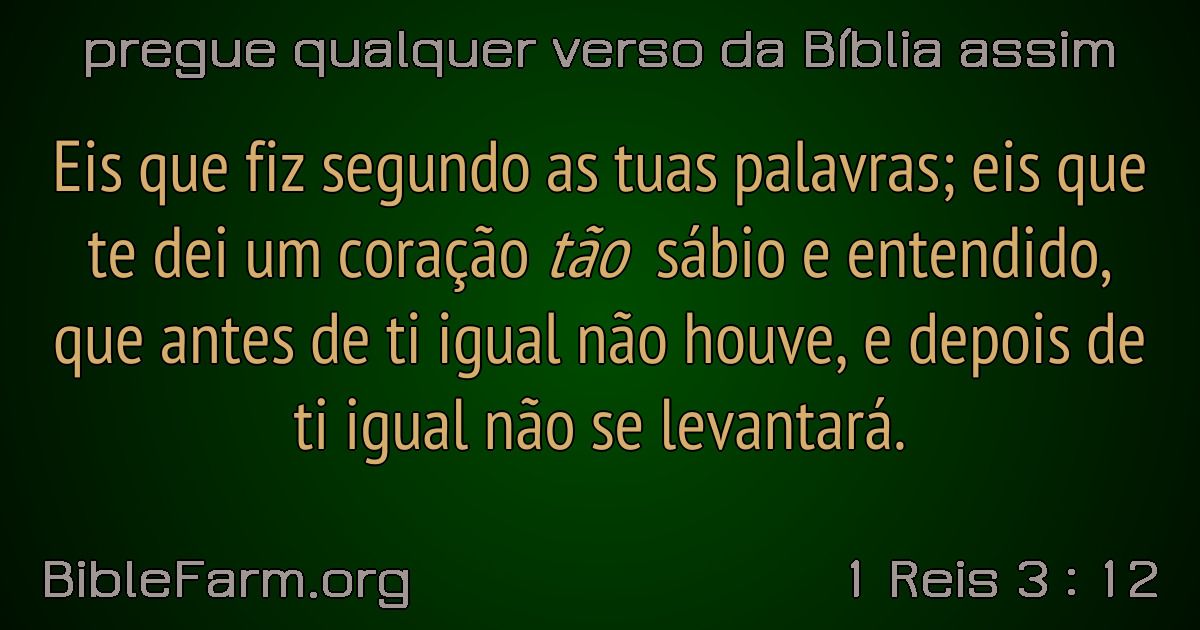 pregue qualquer verso da Bíblia assim
Eis que fiz segundo as tuas palavras; eis que
te dei um coração tão sábio e entendido,
que antes de ti igual não houve, e depois de
ti igual não se levantará.
BibleFarm.org
1 Reis 3 : 12